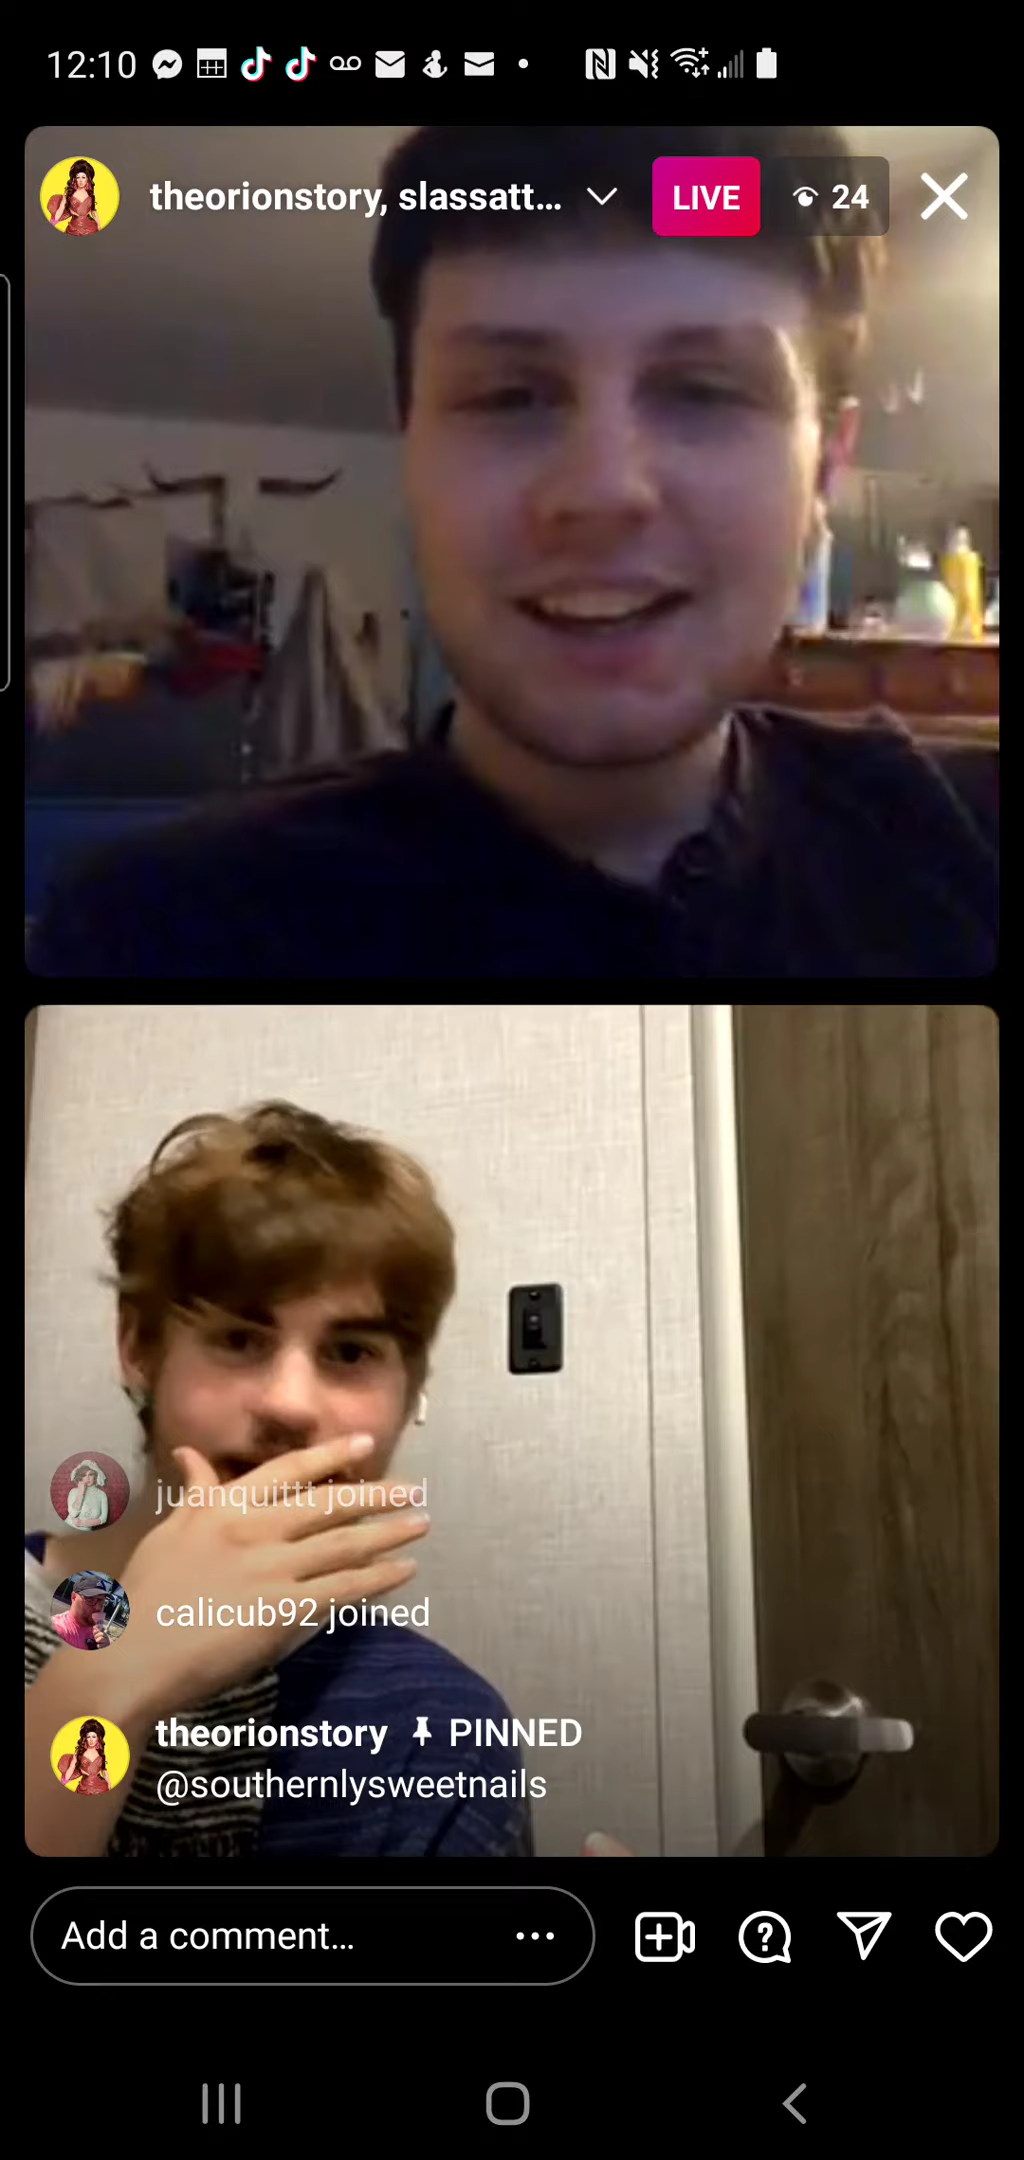 12:10
theorionstory, slassatt...
LIVE
24
juanquittt joined
calicub92 joined
theorionstory PINNED
@southernlysweetnails
Add a comment...